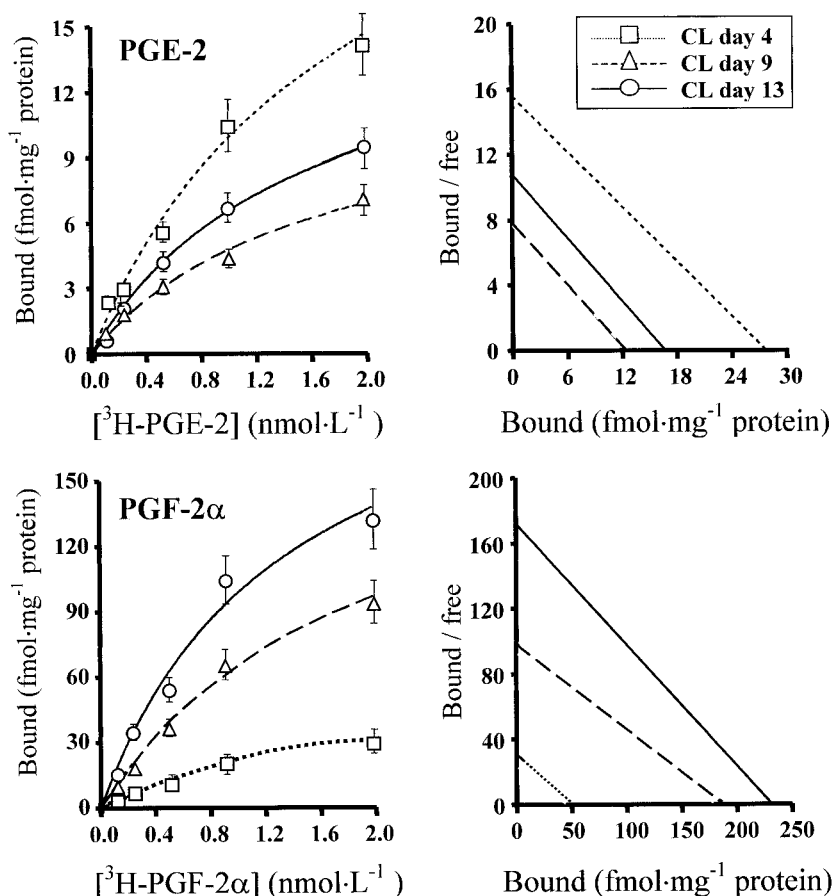 PGE-2
Bound (fmol·mg⁻¹ protein)
15
12
9
6
3
0
0.0 0.4 0.8 1.2 1.6 2.0
[³H-PGE-2] (nmol·L⁻¹ )
CL day 4
CL day 9
CL day 13
Bound / free
20
16
12
8
4
0
0 6 12 18 24 30
Bound (fmol·mg⁻¹ protein)
PGF-2α
Bound (fmol·mg⁻¹ protein)
150
120
90
60
30
0
0.0 0.4 0.8 1.2 1.6 2.0
[³H-PGF-2α] (nmol·L⁻¹ )
Bound / free
200
160
120
80
40
0
0 50 100 150 200 250
Bound (fmol·mg⁻¹ protein)